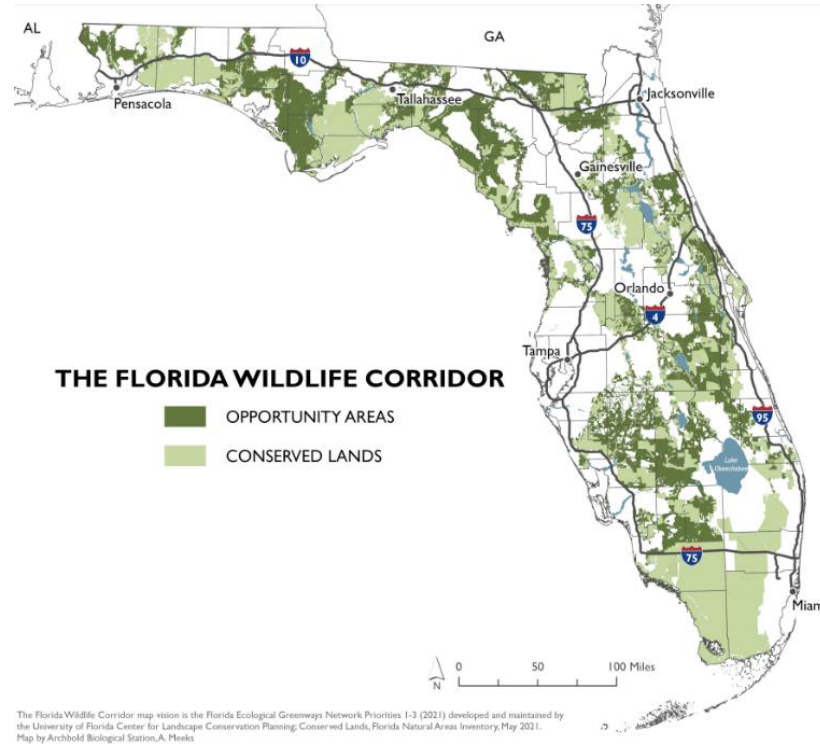 AL
GA
10
Pensacola
Tallahassee
Jacksonville
Gainesville
75
Orlando
4
Tampa
THE FLORIDA WILDLIFE CORRIDOR
OPPORTUNITY AREAS
CONSERVED LANDS
95
Lake
Okeechobee
75
Miam
0 50 100 Miles
N
The Florida Wildlife Corridor map vision is the Florida Ecological Greenways Network Priorities 1-3 (2021) developed and maintained by
the University of Florida Center for Landscape Conservation Planning; Conserved Lands, Florida Natural Areas Inventory, May 2021.
Map by Archbold Biological Station, A. Meeks